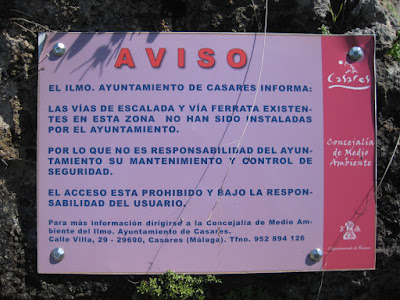 AVISO
EL ILMO. AYUNTAMIENTO DE CASARES INFORMA:
LAS VÍAS DE ESCALADA Y VÍA FERRATA EXISTEN-
TES EN ESTA ZONA NO HAN SIDO INSTALADAS
POR EL AYUNTAMIENTO.
POR LO QUE NO ES RESPONSABILIDAD DEL AYUN-
TAMIENTO SU MANTENIMIENTO Y CONTROL DE
SEGURIDAD.
EL ACCESO ESTA PROHIBIDO Y BAJO LA RESPON-
SABILIDAD DEL USUARIO.
Para más información dirigirse a la Concejalía de Medio Am-
biente del Ilmo. Ayuntamiento de Casares.
Calle Villa, 29 - 29690, Casares (Málaga). Tfno. 952 894 126
Casares
Concejalía
de Medio
Ambiente
Ayuntamiento de Casares